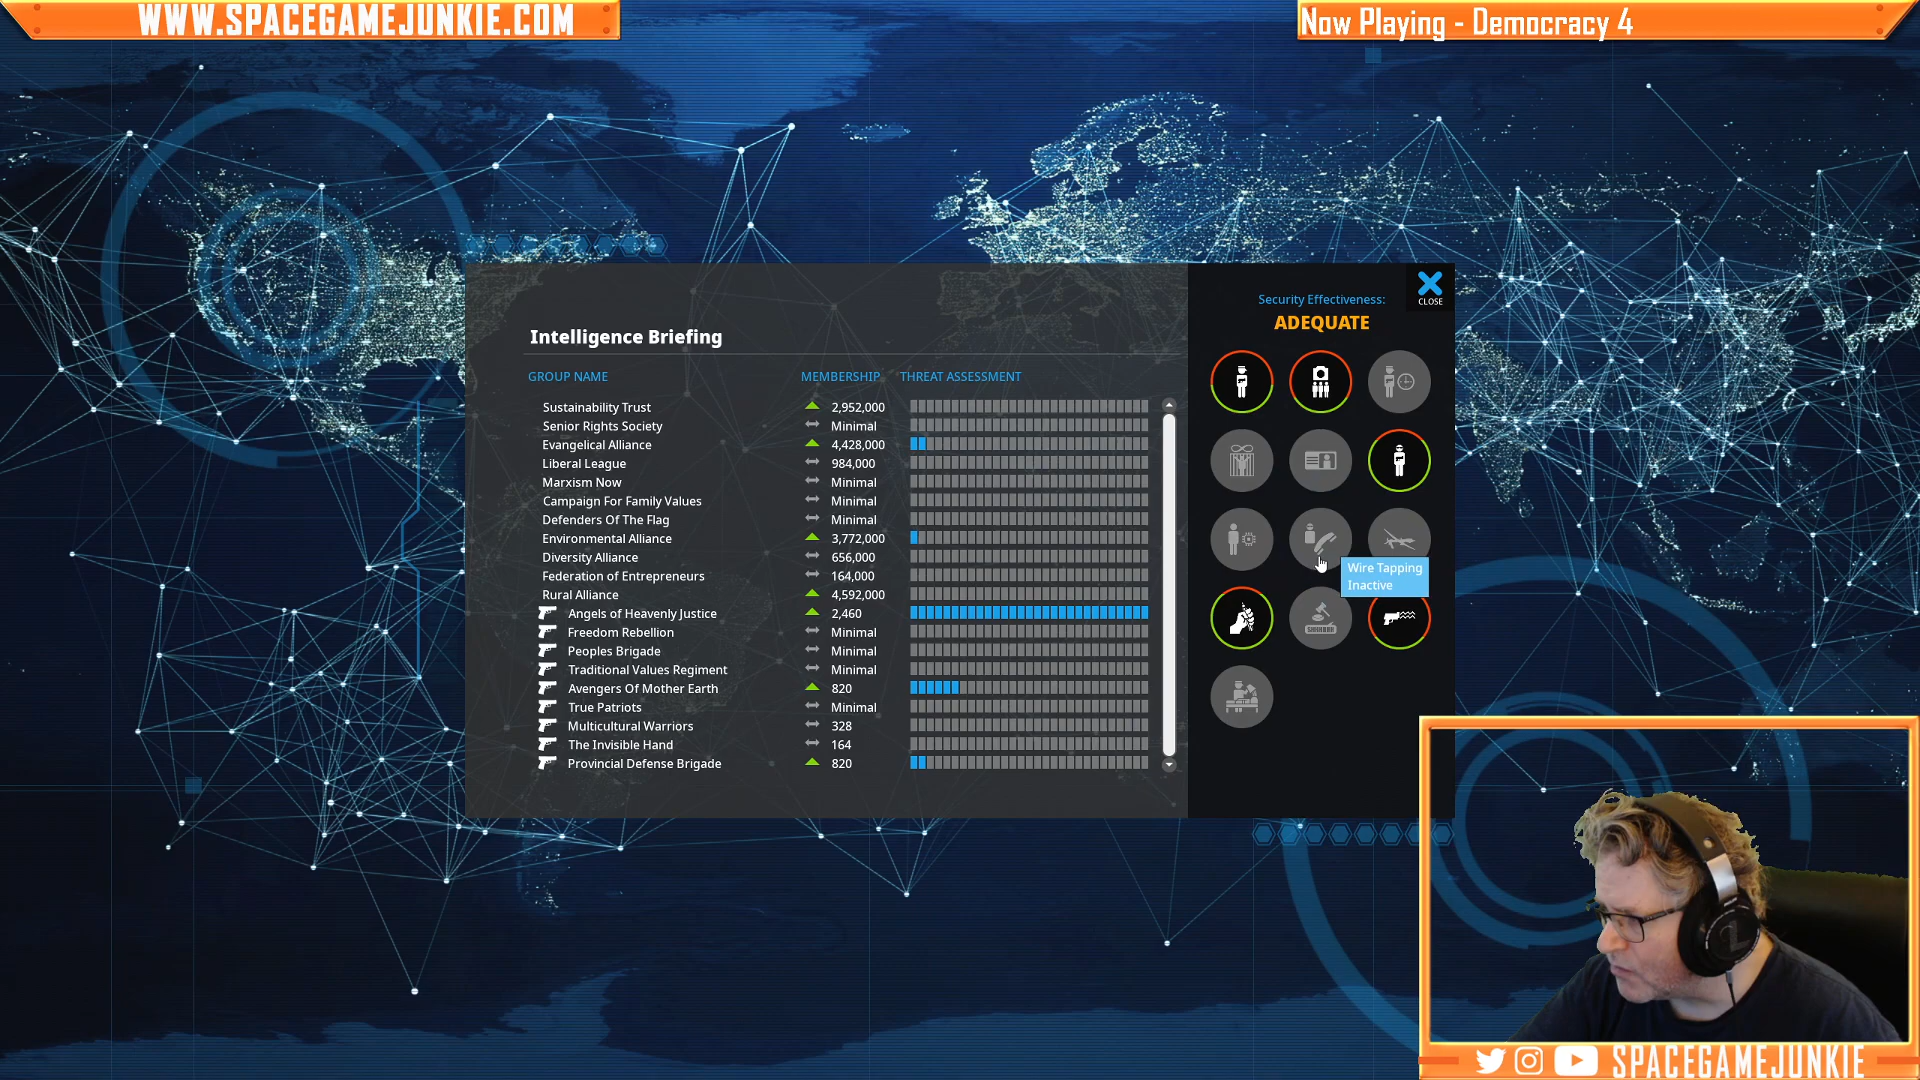 WWW.SPACEGAMEJUNKIE.COM
Now Playing - Democracy 4
CLOSE
Security Effectiveness:
ADEQUATE
Intelligence Briefing
GROUP NAME MEMBERSHIP THREAT ASSESSMENT
Sustainability Trust 2,952,000
Senior Rights Society Minimal
Evangelical Alliance 4,428,000
Liberal League 984,000
Marxism Now Minimal
Campaign For Family Values Minimal
Defenders Of The Flag Minimal
Environmental Alliance 3,772,000
Diversity Alliance 656,000
Federation of Entrepreneurs 164,000
Rural Alliance 4,592,000
Angels of Heavenly Justice 2,460
Freedom Rebellion Minimal
Peoples Brigade Minimal
Traditional Values Regiment Minimal
Avengers Of Mother Earth 820
True Patriots Minimal
Multicultural Warriors 328
The Invisible Hand 164
Provincial Defense Brigade 820
Wire Tapping
Inactive
SPACEGAMEJUNKIE